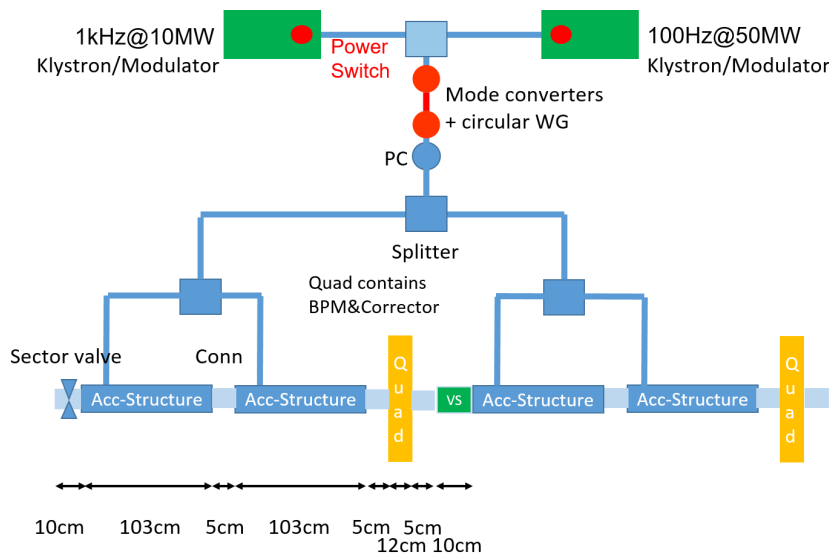 1kHz@10MW
Klystron/Modulator
Power
Switch
100Hz@50MW
Klystron/Modulator
Mode converters
+ circular WG
PC
Splitter
Quad contains
BPM&Corrector
Sector valve
Conn
Acc-Structure
Acc-Structure
Quad
VS
Acc-Structure
Acc-Structure
Quad
10cm
103cm
5cm
103cm
5cm
12cm
5cm
10cm